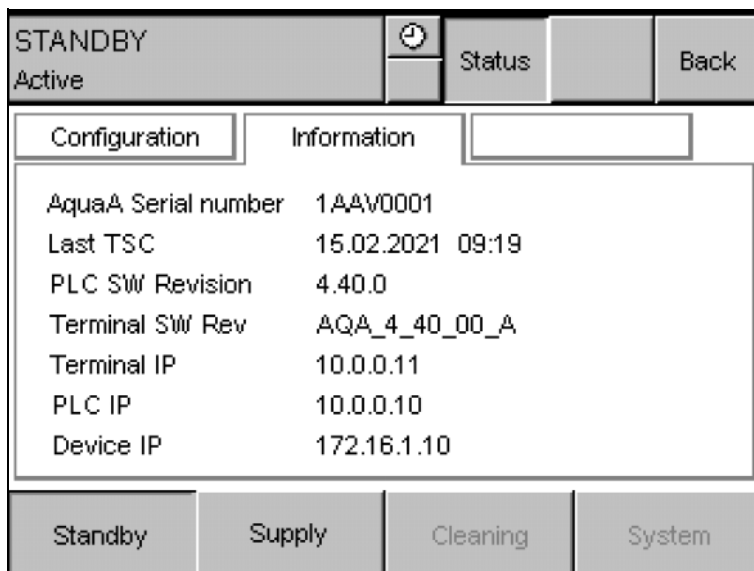 STANDBY
Active
Status
Back
Configuration
Information
AquaA Serial number 1AAV0001
Last TSC 15.02.2021 09:19
PLC SW Revision 4.40.0
Terminal SW Rev AQA_4_40_00_A
Terminal IP 10.0.0.11
PLC IP 10.0.0.10
Device IP 172.16.1.10
Standby
Supply
Cleaning
System